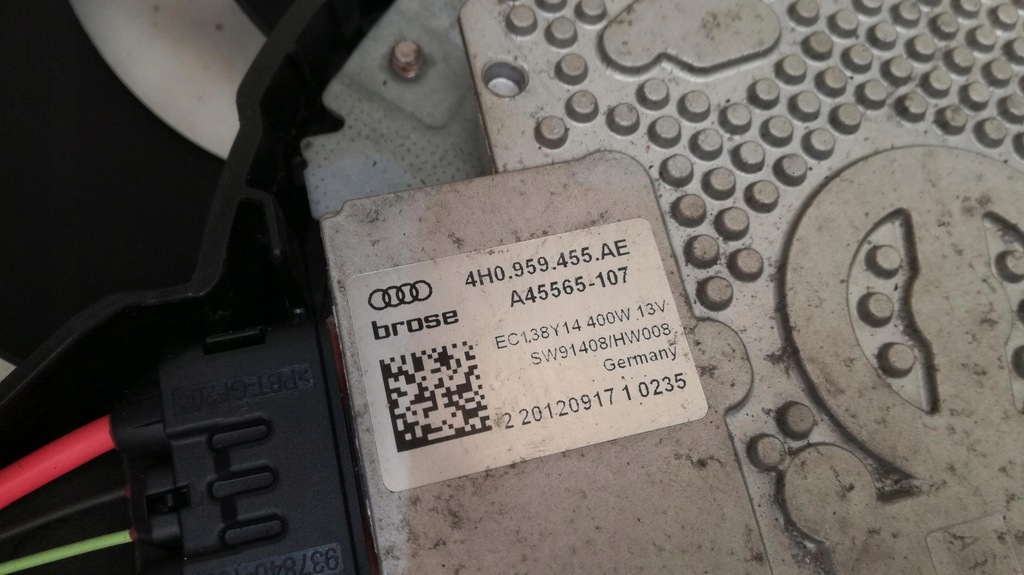 4H0.959.455.AE
A45565-107
brose
EC1,38Y14 400W 13V
SW91408/HW008
Germany
2 20120917 1 0235
A